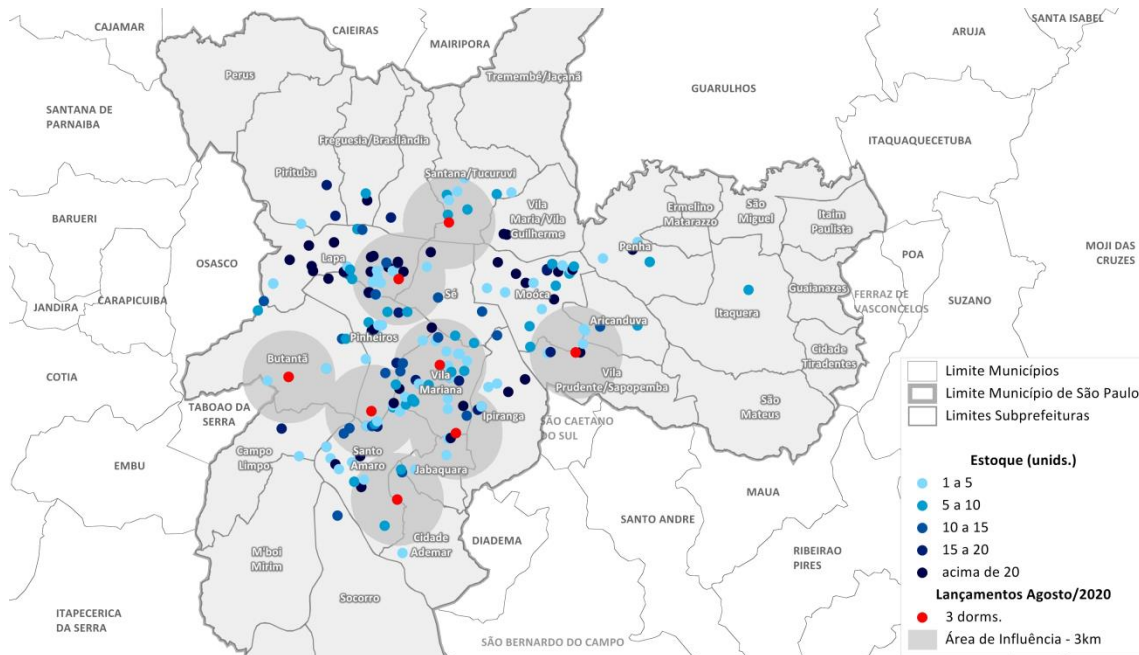 CAJAMAR
CAIEIRAS
MAIRIPORA
SANTA ISABEL
ARUJA
Perus
Tremembé/Jaçanã
GUARULHOS
SANTANA DE
PARNAIBA
Freguesia/Brasilândia
ITAQUAQUECETUBA
Pirituba
Santana/Tucuruvi
Vila
Maria/Vila
Guilherme
Ermelino
Matarazzo
São
Miguel
Itaim
Paulista
BARUERI
OSASCO
Lapa
Penha
POA
MOJI DAS
CRUZES
JANDIRA
CARAPICUIBA
Sé
Moóca
Itaquera
Guaianazes
FERRAZ DE
VASCONCELOS
SUZANO
Aricanduva
Pinheiros
Butantã
Vila
Mariana
Vila
Prudente/Sapopemba
Cidade
Tiradentes
COTIA
TABOAO DA
SERRA
Ipiranga
SÃO CAETANO
DO SUL
São
Mateus
EMBU
Campo
Limpo
Santo
Amaro
Jabaquara
MAUA
SANTO ANDRE
DIADEMA
Cidade
Ademar
M'boi
Mirim
RIBEIRAO
PIRES
Socorro
ITAPECERICA
DA SERRA
SÃO BERNARDO DO CAMPO
Limite Municípios
Limite Município de São Paulo
Limites Subprefeituras
Estoque (unids.)
1 a 5
5 a 10
10 a 15
15 a 20
acima de 20
Lançamentos Agosto/2020
3 dorms.
Área de Influência - 3km